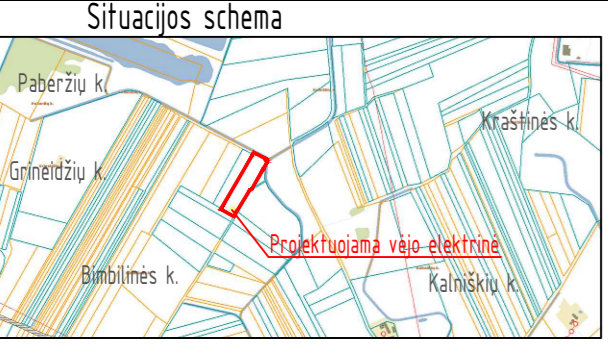 Situacijos schema
Paberžių k.
Kraštinės k.
Grineidžių k.
Projektuojama vėjo elektrinė
Bimbilinės k.
Kalniškių k.